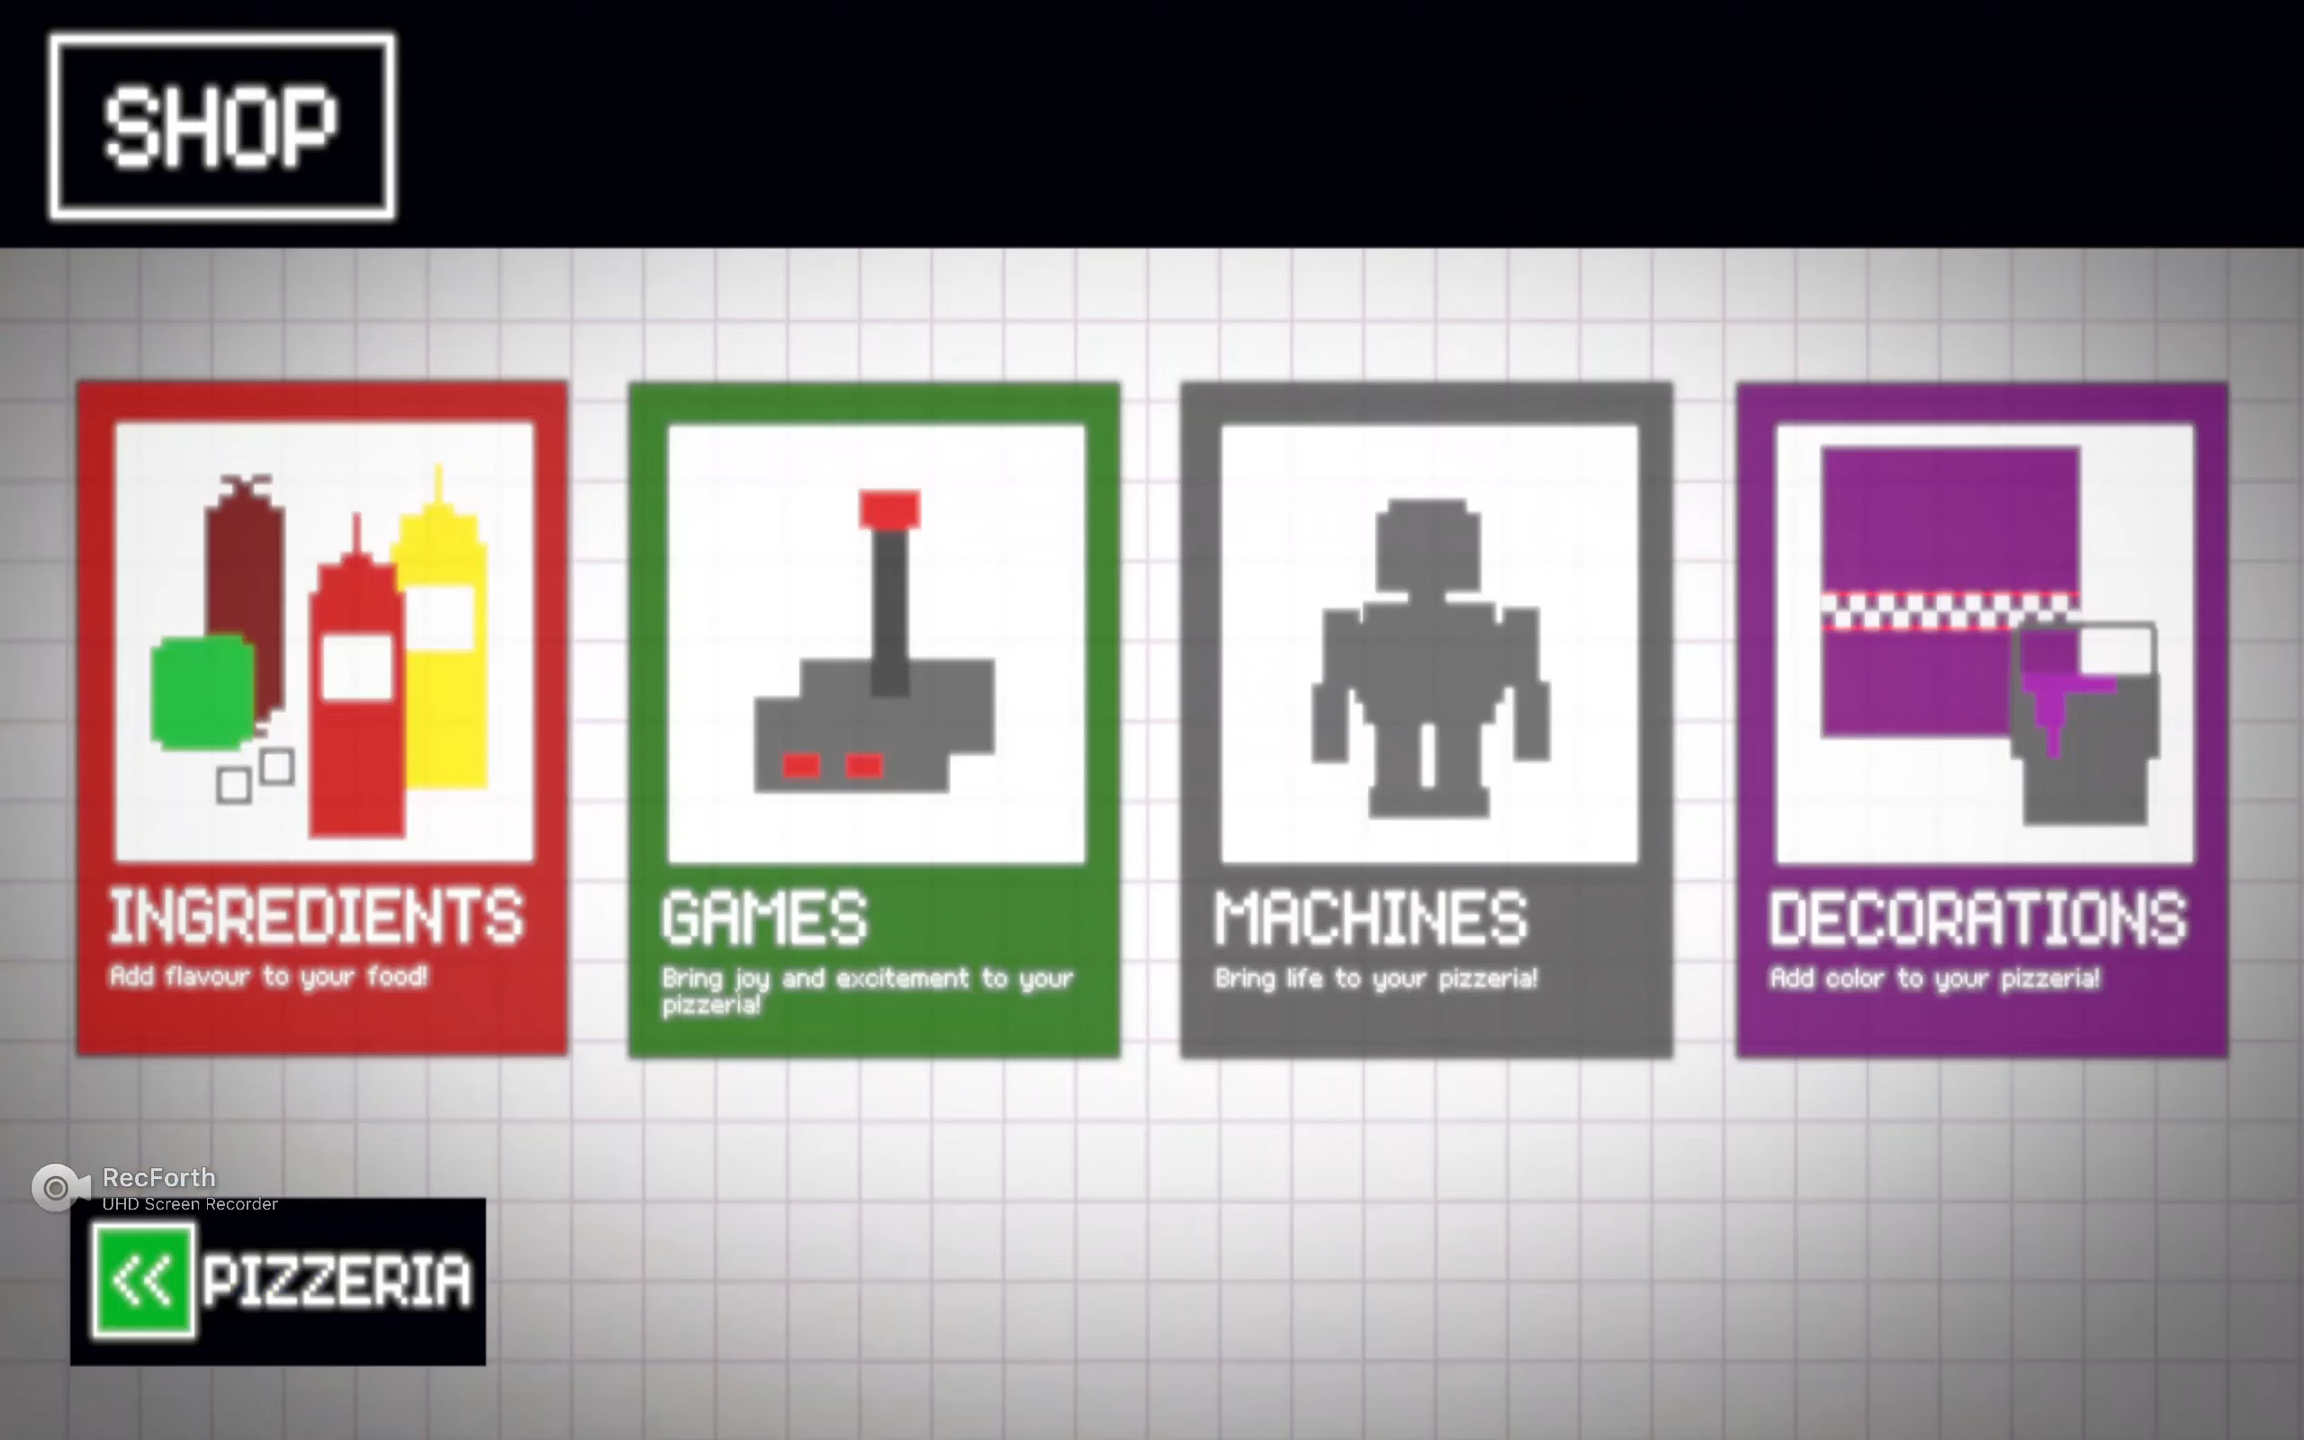 SHOP
INGREDIENTS
Add flavour to your food!
GAMES
Bring joy and excitement to your
pizzeria!
MACHINES
Bring life to your pizzeria!
DECORATIONS
Add color to your pizzeria!
RecForth
UHD Screen Recorder
<< PIZZERIA